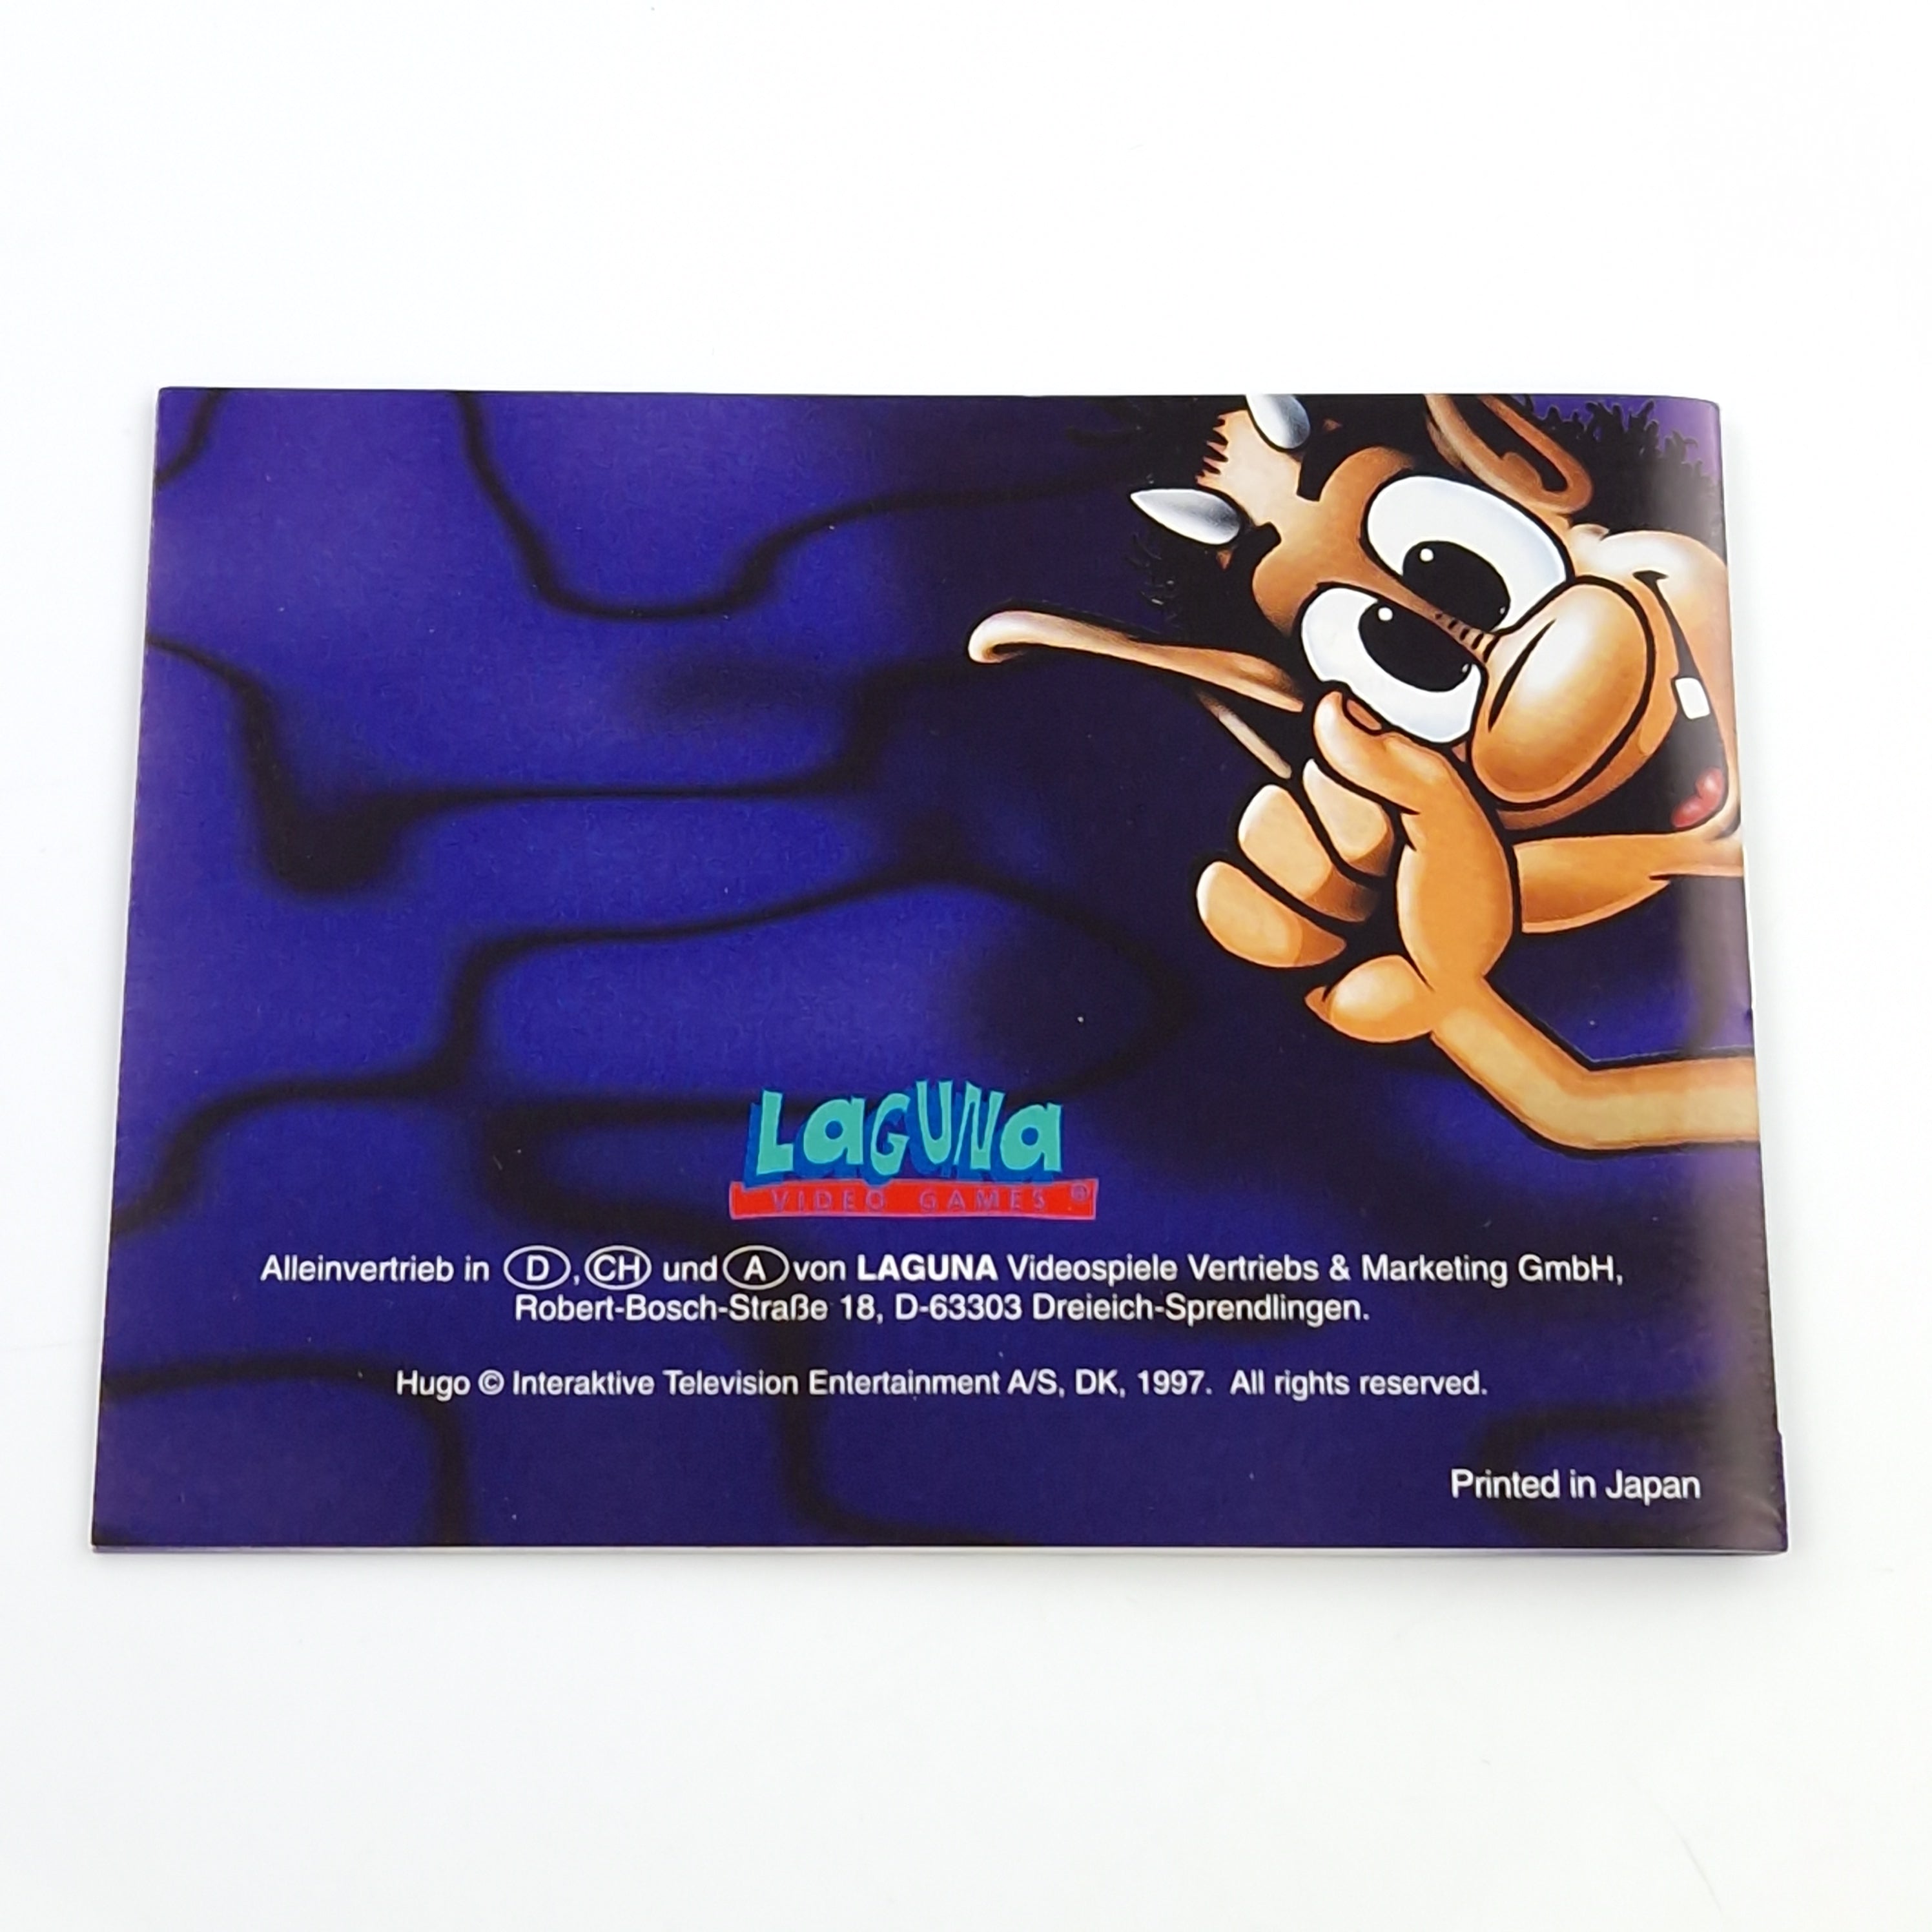 LaGUNa
VIDEO GAMES ®
Alleinvertrieb in D, CH und A von LAGUNA Videospiele Vertriebs & Marketing GmbH,
Robert-Bosch-Straße 18, D-63303 Dreieich-Sprendlingen.
Hugo © Interaktive Television Entertainment A/S, DK, 1997. All rights reserved.
Printed in Japan